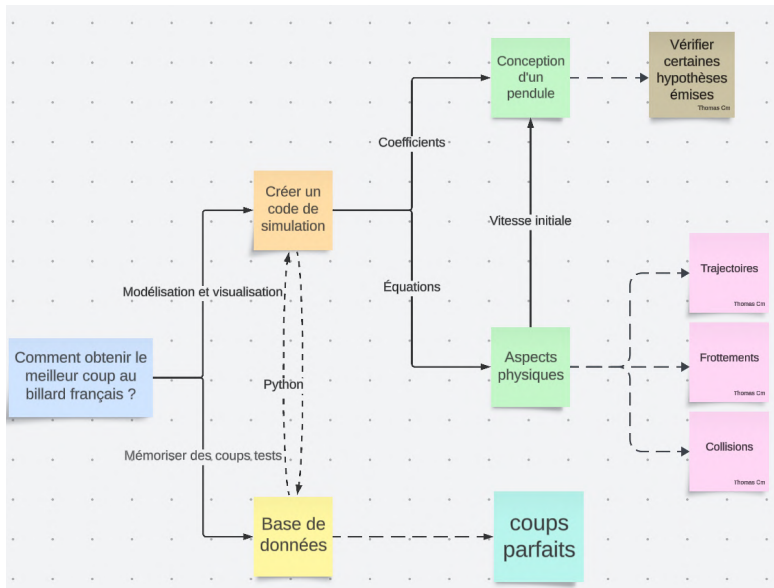 Conception
d'un
pendule
Vérifier
certaines
hypothèses
émises
Thomas Cm
Coefficients
Créer un
code de
simulation
Vitesse initiale
Modélisation et visualisation
Équations
Trajectoires
Thomas Cm
Comment obtenir le
meilleur coup au
billard français ?
Python
Aspects
physiques
Frottements
Thomas Cm
Mémoriser des coups tests
Collisions
Thomas Cm
Base de
données
coups
parfaits